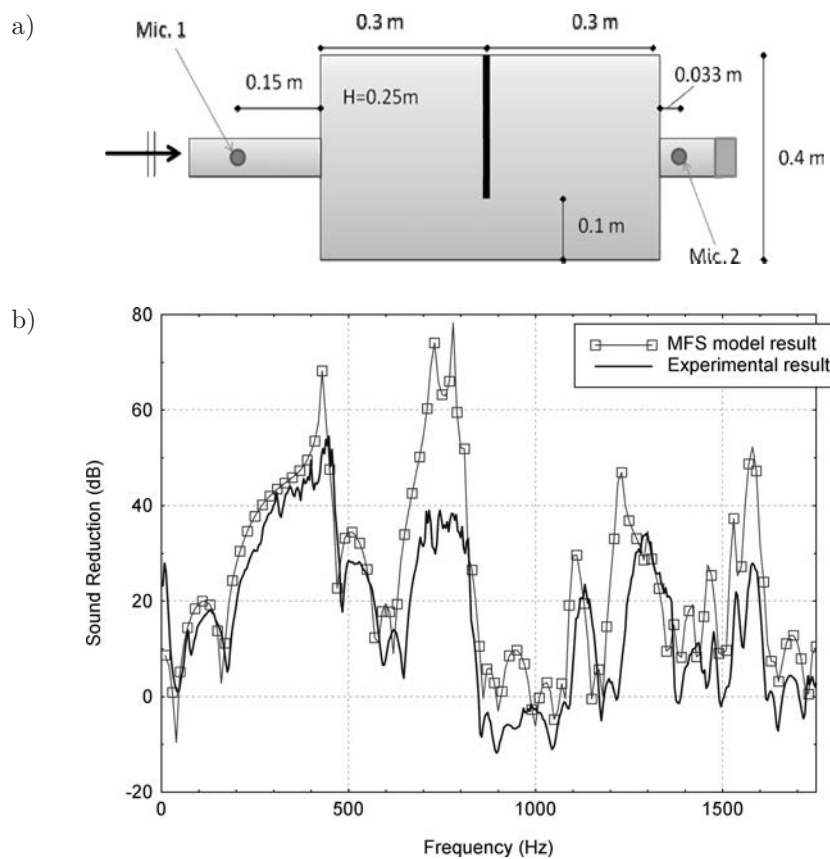 a)
Mic. 1
0.3 m
0.3 m
0.15 m
0.033 m
H=0.25m
0.4 m
0.1 m
Mic. 2
b)
80
60
40
20
0
-20
Sound Reduction (dB)
MFS model result
Experimental result
0
500
1000
1500
Frequency (Hz)